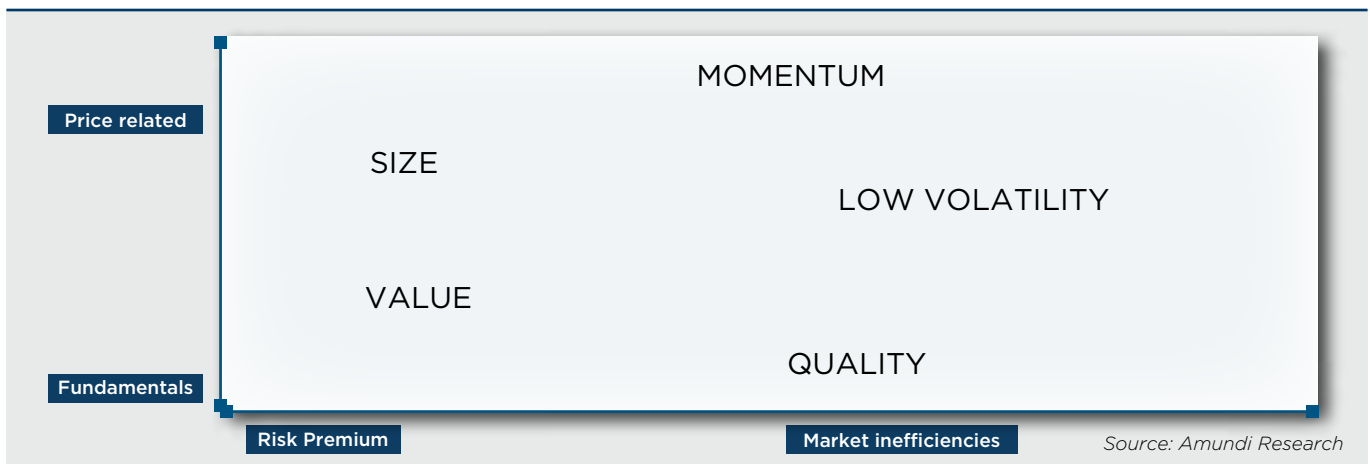 MOMENTUM
Price related
SIZE
LOW VOLATILITY
VALUE
QUALITY
Fundamentals
Risk Premium
Market inefficiencies
Source: Amundi Research